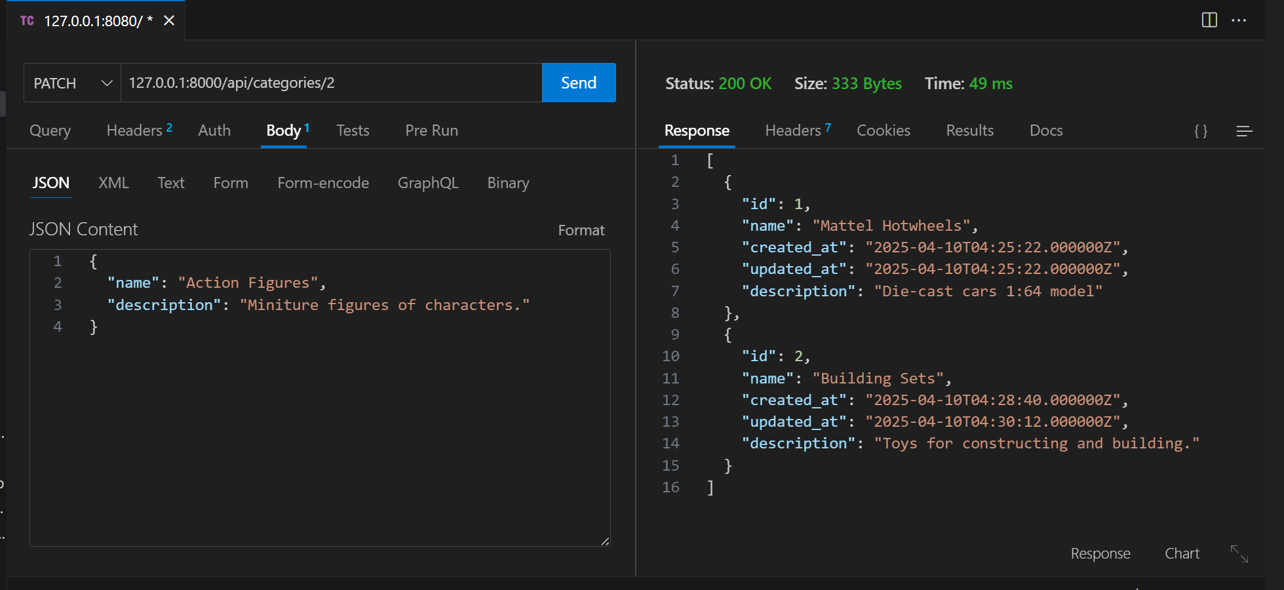 TC 127.0.0.1:8080/ *
PATCH 127.0.0.1:8000/api/categories/2 Send
Query Headers 2 Auth Body 1 Tests Pre Run
JSON XML Text Form Form-encode GraphQL Binary
JSON Content Format
1 {
2 "name": "Action Figures",
3 "description": "Miniture figures of characters."
4 }
Status: 200 OK Size: 333 Bytes Time: 49 ms
Response Headers 7 Cookies Results Docs { }
1 [
2 {
3 "id": 1,
4 "name": "Mattel Hotwheels",
5 "created_at": "2025-04-10T04:25:22.000000Z",
6 "updated_at": "2025-04-10T04:25:22.000000Z",
7 "description": "Die-cast cars 1:64 model"
8 },
9 {
10 "id": 2,
11 "name": "Building Sets",
12 "created_at": "2025-04-10T04:28:40.000000Z",
13 "updated_at": "2025-04-10T04:30:12.000000Z",
14 "description": "Toys for constructing and building."
15 }
16 ]
Response Chart